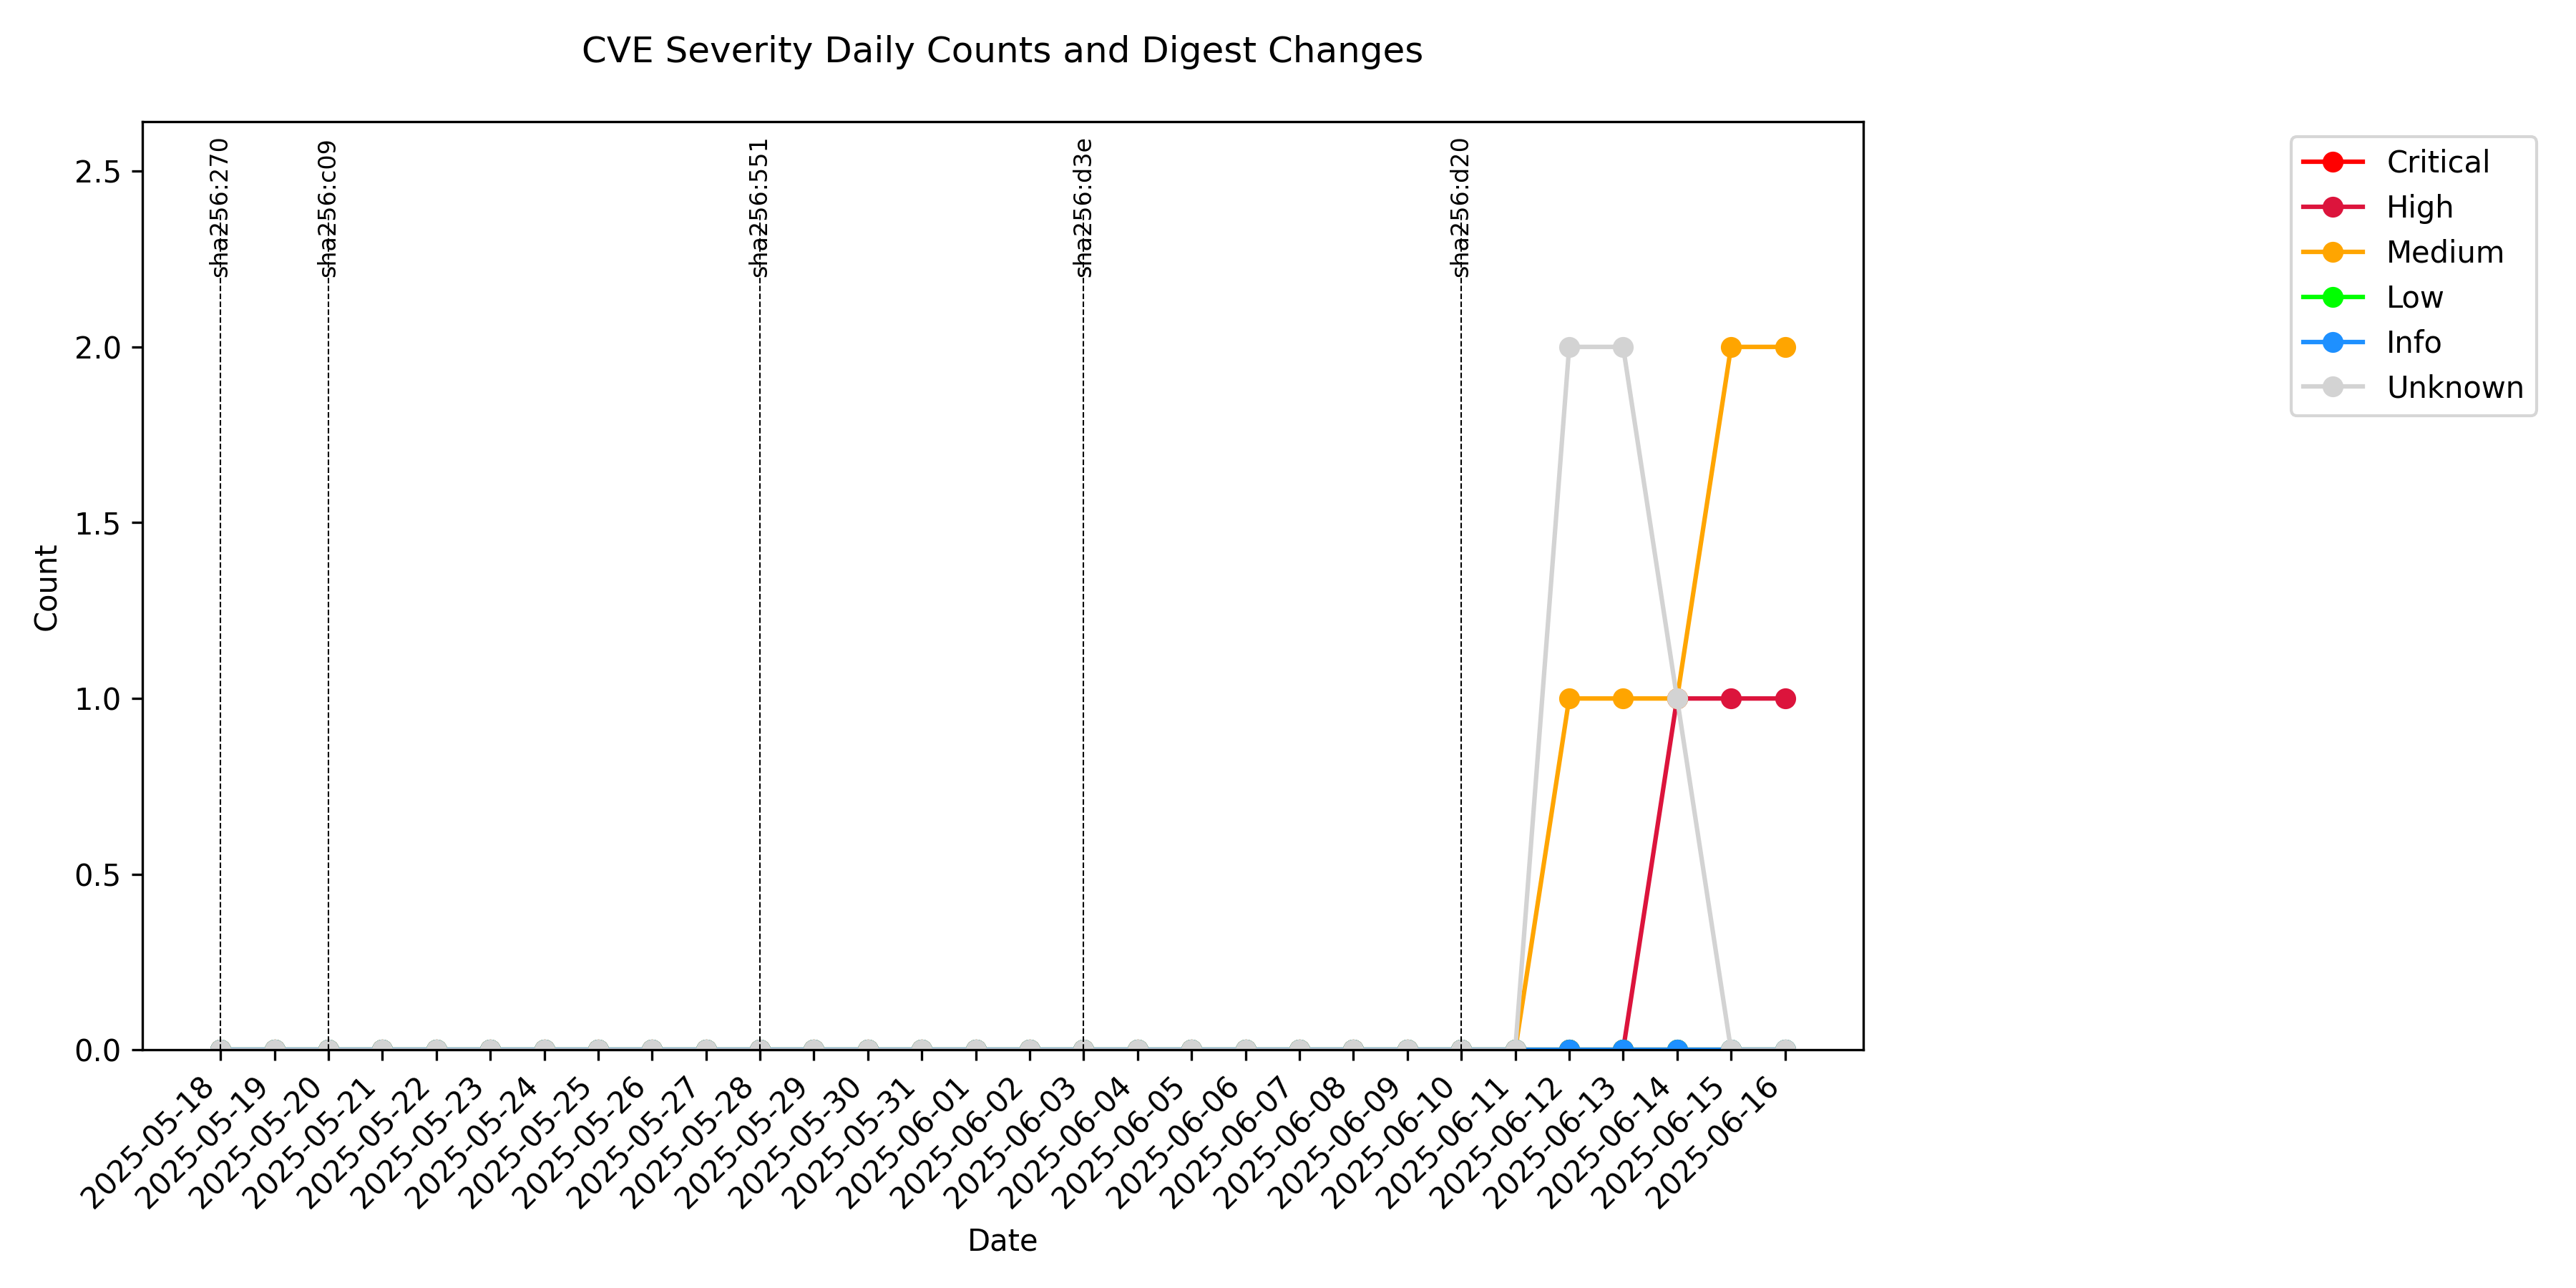 CVE Severity Daily Counts and Digest Changes
sha256:270
sha256:c09
sha256:551
sha256:d3e
sha256:d20
Critical
High
Medium
Low
Info
Unknown
2.5
2.0
1.5
1.0
0.5
0.0
Count
2025-05-18
2025-05-19
2025-05-20
2025-05-21
2025-05-22
2025-05-23
2025-05-24
2025-05-25
2025-05-26
2025-05-27
2025-05-28
2025-05-29
2025-05-30
2025-05-31
2025-06-01
2025-06-02
2025-06-03
2025-06-04
2025-06-05
2025-06-06
2025-06-07
2025-06-08
2025-06-09
2025-06-10
2025-06-11
2025-06-12
2025-06-13
2025-06-14
2025-06-15
2025-06-16
Date